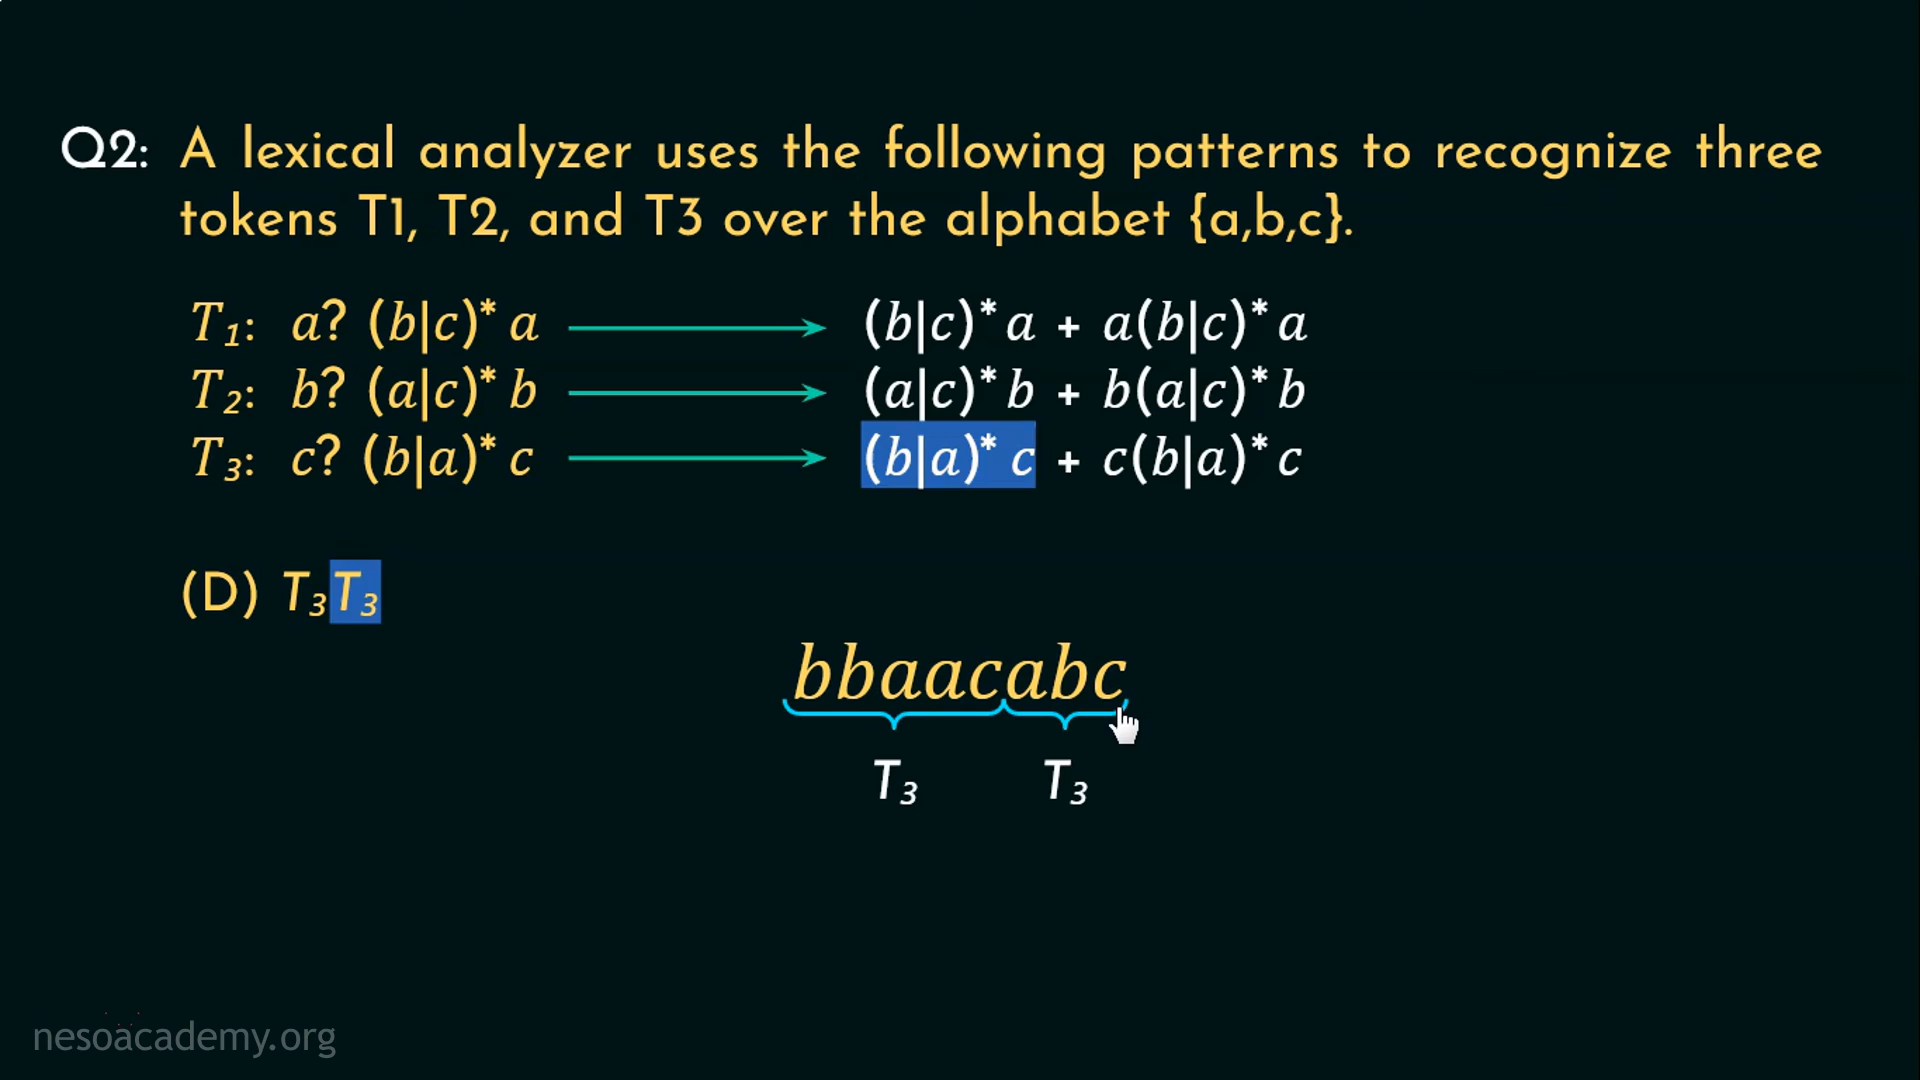 Q2: A lexical analyzer uses the following patterns to recognize three
tokens T1, T2, and T3 over the alphabet {a,b,c}.
T₁: a? (b|c)* a → (b|c)* a + a(b|c)* a
T₂: b? (a|c)* b → (a|c)* b + b(a|c)* b
T₃: c? (b|a)* c → (b|a)* c + c(b|a)* c
(D) T₃T₃
bbaacabc
T₃ T₃
nesoacademy.org